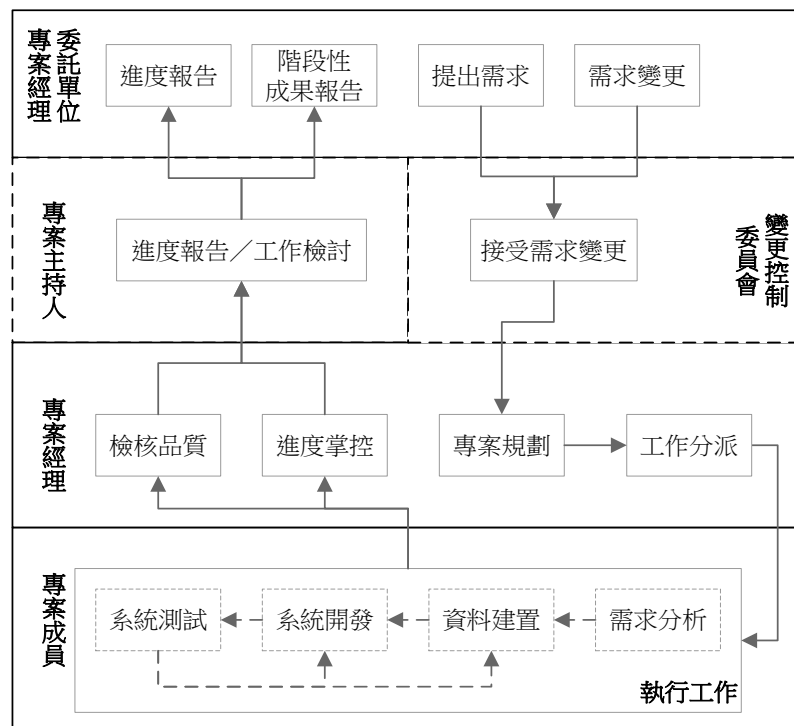 委託單位
專案經理
進度報告
階段性
成果報告
提出需求
需求變更
專案主持人
進度報告／工作檢討
接受需求變更
變更控制
委員會
專案經理
檢核品質
進度掌控
專案規劃
工作分派
專案成員
系統測試
系統開發
資料建置
需求分析
執行工作